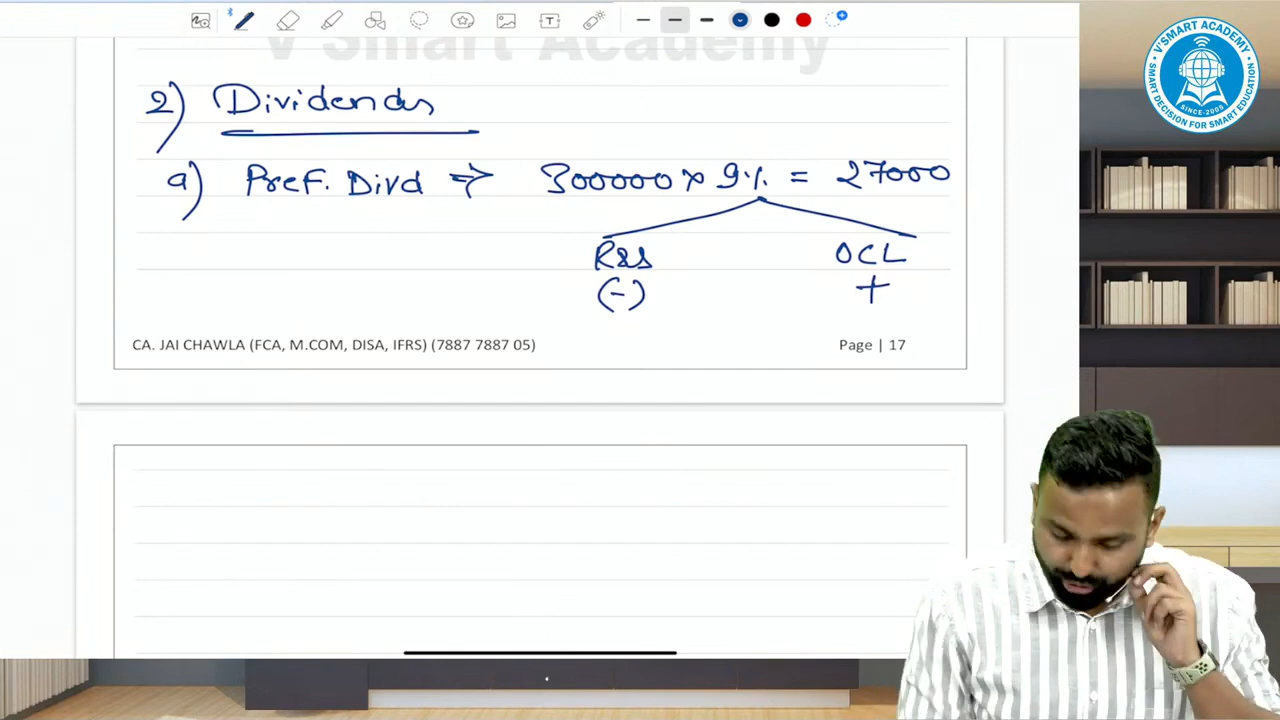 V Smart Academy
V'SMART ACADEMY
SMART DECISION FOR SMART EDUCATION
SINCE-2005
2) Dividends
a) Pref. Divd ⇒ 300000 × 9% = 27000
R&S OCL
(-) +
CA. JAI CHAWLA (FCA, M.COM, DISA, IFRS) (7887 7887 05) Page | 17